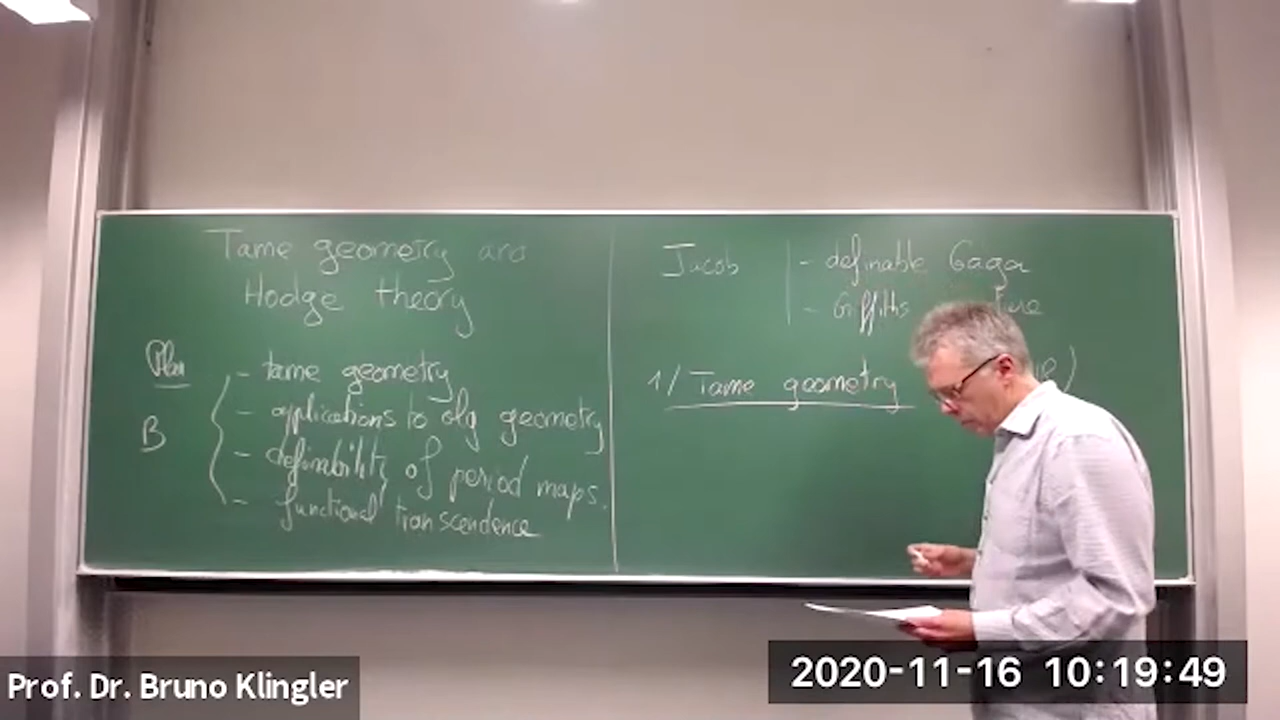 Tame geometry and
Hodge theory
Plan
- tame geometry
B
- applications to alg geometry
- definability of period maps.
- functional transcendence
Jacob
- definable Gaga
- Griffiths
1/ Tame geometry
Prof. Dr. Bruno Klingler
2020-11-16 10:19:49